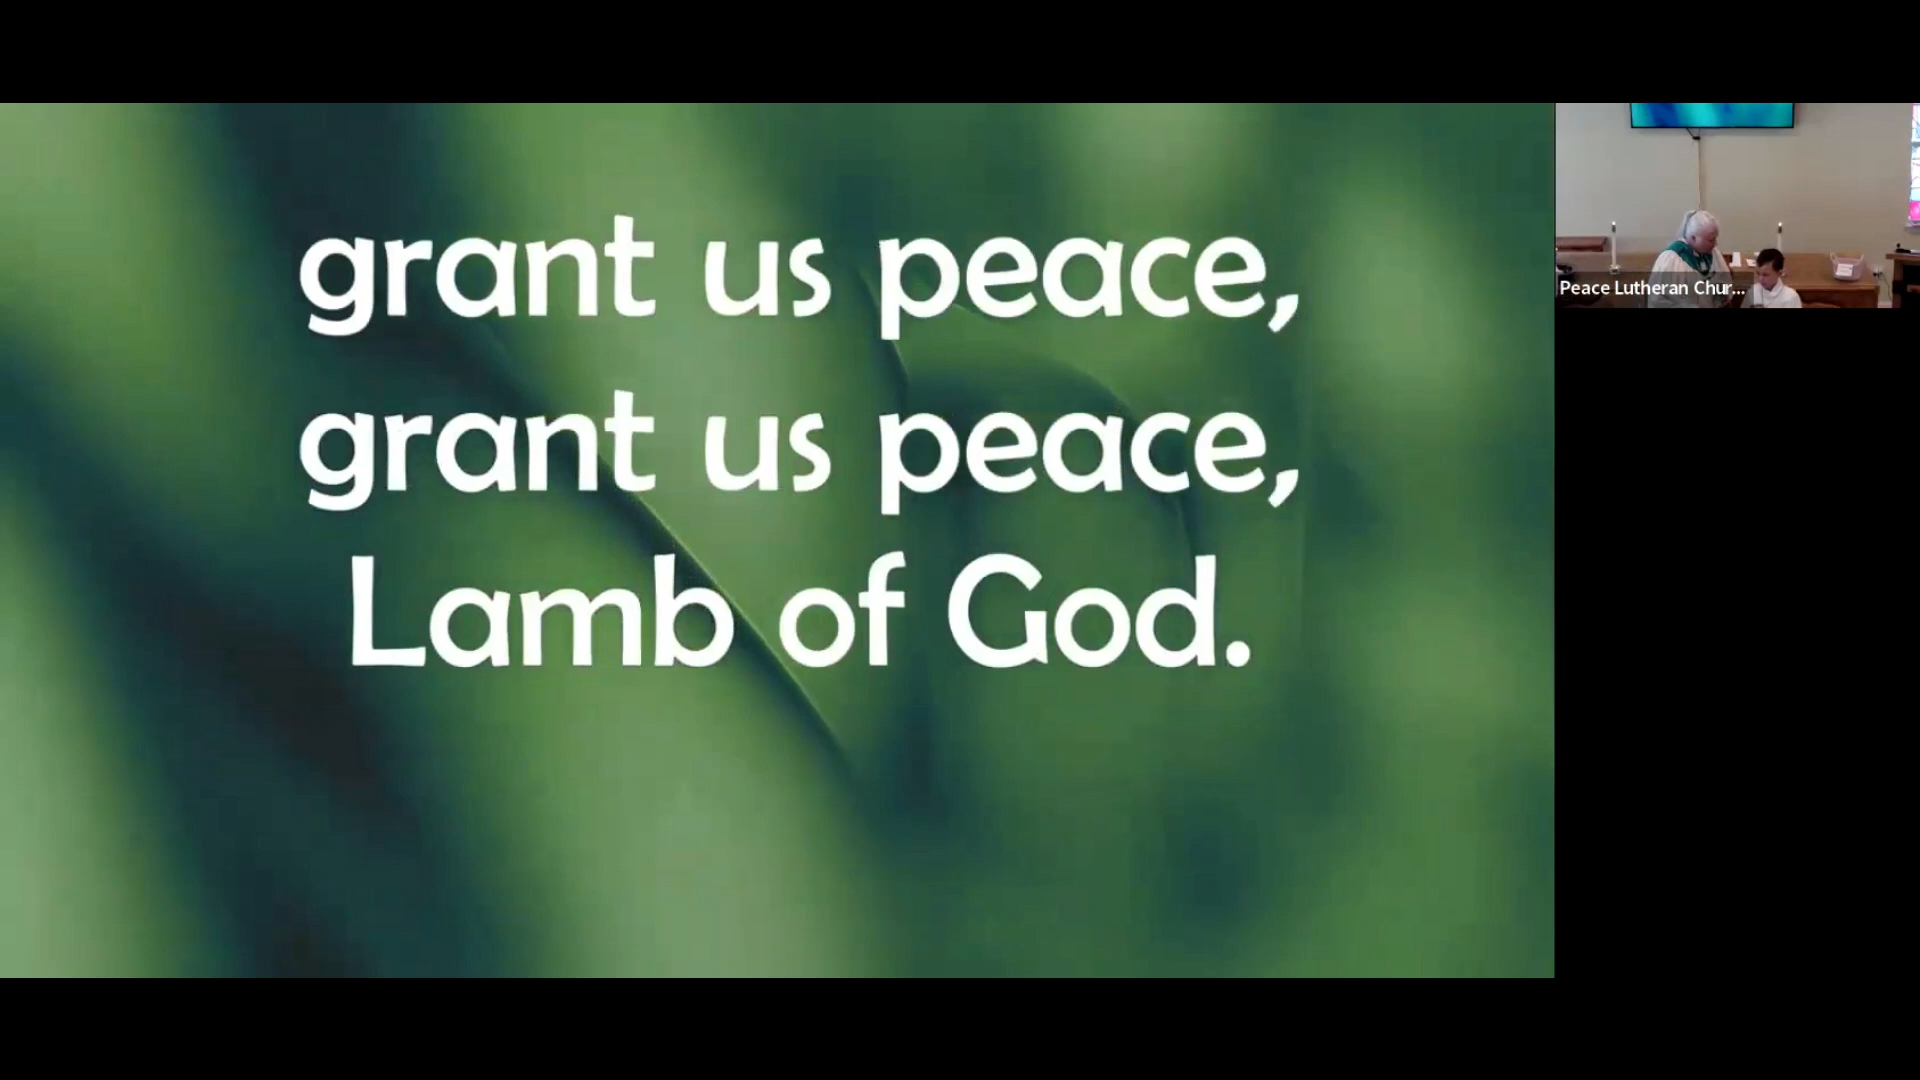 grant us peace,
grant us peace,
Lamb of God.
Peace Lutheran Chur...